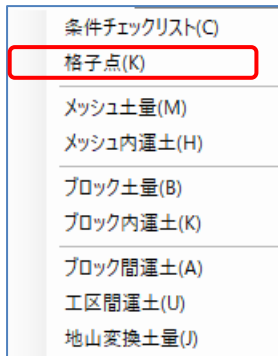 条件チェックリスト(C)
格子点(K)
メッシュ土量(M)
メッシュ内運土(H)
ブロック土量(B)
ブロック内運土(K)
ブロック間運土(A)
工区間運土(U)
地山変換土量(J)